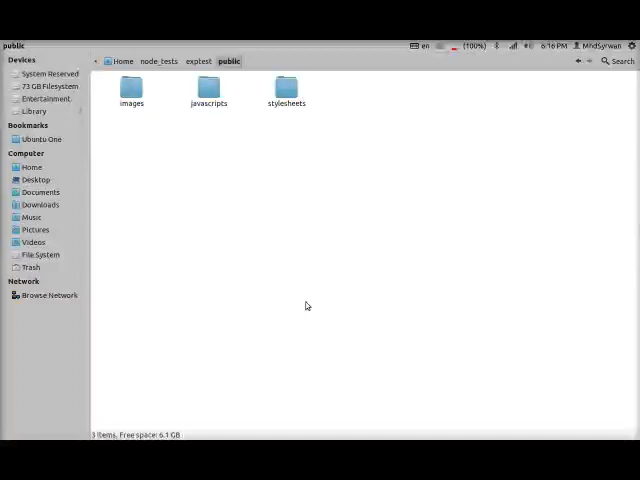 public
en (100%) 6:16 PM MhdSyrwan
Devices
Home node_tests exptest public
Search
System Reserved
73 GB Filesystem
Entertainment
Library
Bookmarks
Ubuntu One
Computer
Home
Desktop
Documents
Downloads
Music
Pictures
Videos
File System
Trash
Network
Browse Network
images javascripts stylesheets
3 items, Free space: 6.1 GB